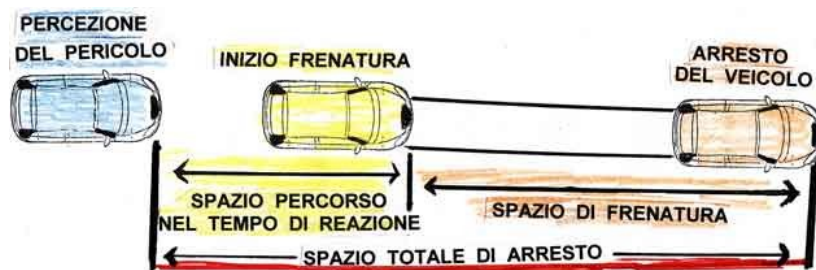 PERCEZIONE
DEL PERICOLO
INIZIO FRENATURA
ARRESTO
DEL VEICOLO
SPAZIO PERCORSO
NEL TEMPO DI REAZIONE
SPAZIO DI FRENATURA
SPAZIO TOTALE DI ARRESTO